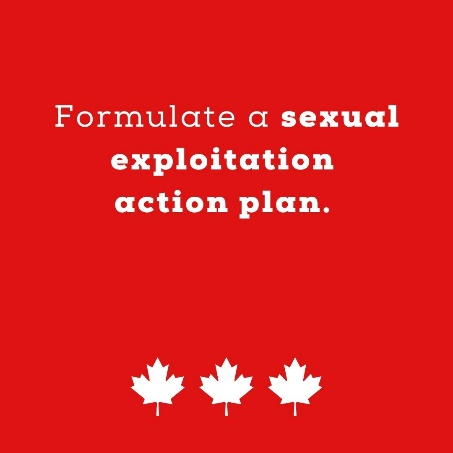 Formulate a sexual
exploitation
action plan.